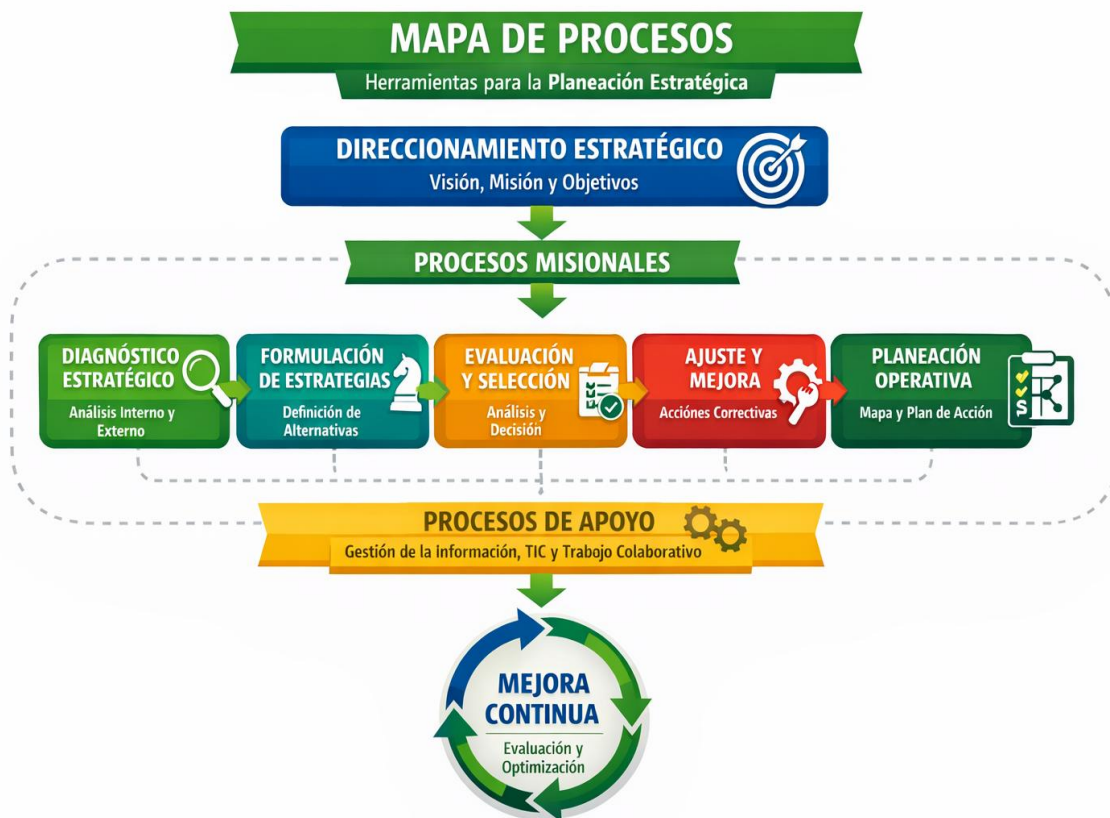 MAPA DE PROCESOS
Herramientas para la Planeación Estratégica
DIRECCIONAMIENTO ESTRATÉGICO
Visión, Misión y Objetivos
PROCESOS MISIONALES
DIAGNÓSTICO
ESTRATÉGICO
Análisis Interno y
Externo
FORMULACIÓN
DE ESTRATEGIAS
Definición de
Alternativas
EVALUACIÓN
Y SELECCIÓN
Análisis y
Decisión
AJUSTE Y
MEJORA
Acciónes Correctivas
PLANEACIÓN
OPERATIVA
Mapa y Plan de Acción
S
PROCESOS DE APOYO
Gestión de la Información, TIC y Trabajo Colaborativo
MEJORA
CONTINUA
Evaluación y
Optimización